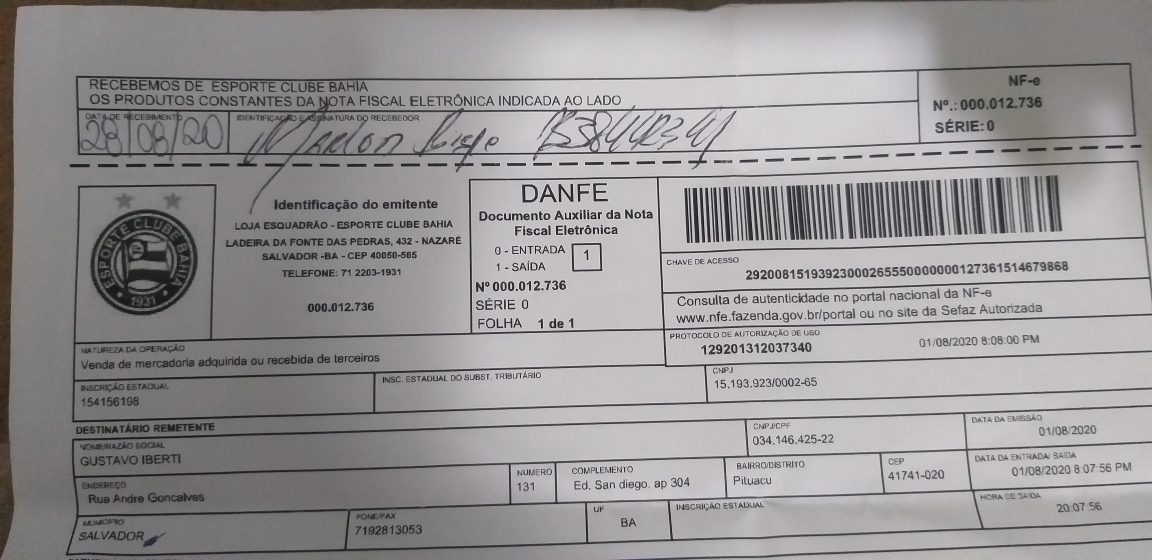 RECEBEMOS DE ESPORTE CLUBE BAHIA
OS PRODUTOS CONSTANTES DA NOTA FISCAL ELETRÔNICA INDICADA AO LADO
NF-e
Nº.: 000.012.736
SÉRIE: 0
DATA DE RECEBIMENTO
28/08/20
IDENTIFICAÇÃO E ASSINATURA DO RECEBEDOR
ESPORTE CLUBE BAHIA
1931
Identificação do emitente
LOJA ESQUADRÃO - ESPORTE CLUBE BAHIA
LADEIRA DA FONTE DAS PEDRAS, 432 - NAZARÉ
SALVADOR -BA - CEP 40050-565
TELEFONE: 71 2203-1931
000.012.736
DANFE
Documento Auxiliar da Nota
Fiscal Eletrônica
0 - ENTRADA
1 - SAÍDA
1
Nº 000.012.736
SÉRIE 0
FOLHA 1 de 1
CHAVE DE ACESSO
Consulta de autenticidade no portal nacional da NF-e
www.nfe.fazenda.gov.br/portal ou no site da Sefaz Autorizada
NATUREZA DA OPERAÇÃO
Venda de mercadoria adquirida ou recebida de terceiros
PROTOCOLO DE AUTORIZAÇÃO DE USO
129201312037340 01/08/2020 8:08:00 PM
INSCRIÇÃO ESTADUAL
154156198
INSC. ESTADUAL DO SUBST. TRIBUTÁRIO
CNPJ
15.193.923/0002-65
DESTINATÁRIO REMETENTE
NOME/RAZÃO SOCIAL
GUSTAVO IBERTI
CNPJ/CPF
034.146.425-22
DATA DA EMISSÃO
01/08/2020
ENDEREÇO
Rua Andre Goncalves
NUMERO
131
COMPLEMENTO
Ed. San diego. ap 304
BAIRRO/DISTRITO
Pituacu
CEP
41741-020
DATA DA ENTRADA/ SAÍDA
01/08/2020 8:07:56 PM
MUNICÍPIO
SALVADOR
FONE/FAX
7192813053
UF
BA
INSCRIÇÃO ESTADUAL
HORA DE SAÍDA
20:07:56